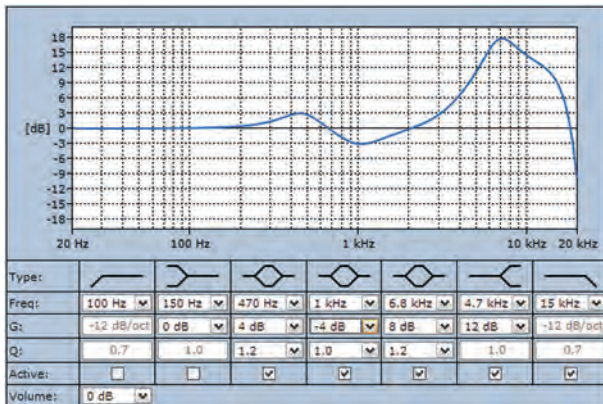 18
15
12
9
6
3
[dB] 0
-3
-6
-9
-12
-15
-18
20 Hz 100 Hz 1 kHz 10 kHz 20 kHz
Type:
Freq: 100 Hz 150 Hz 470 Hz 1 kHz 6.8 kHz 4.7 kHz 15 kHz
G: -12 dB/oct 0 dB 4 dB -4 dB 8 dB 12 dB -12 dB/oct
Q: 0.7 1.0 1.2 1.0 1.2 1.0 0.7
Active:
Volume: 0 dB